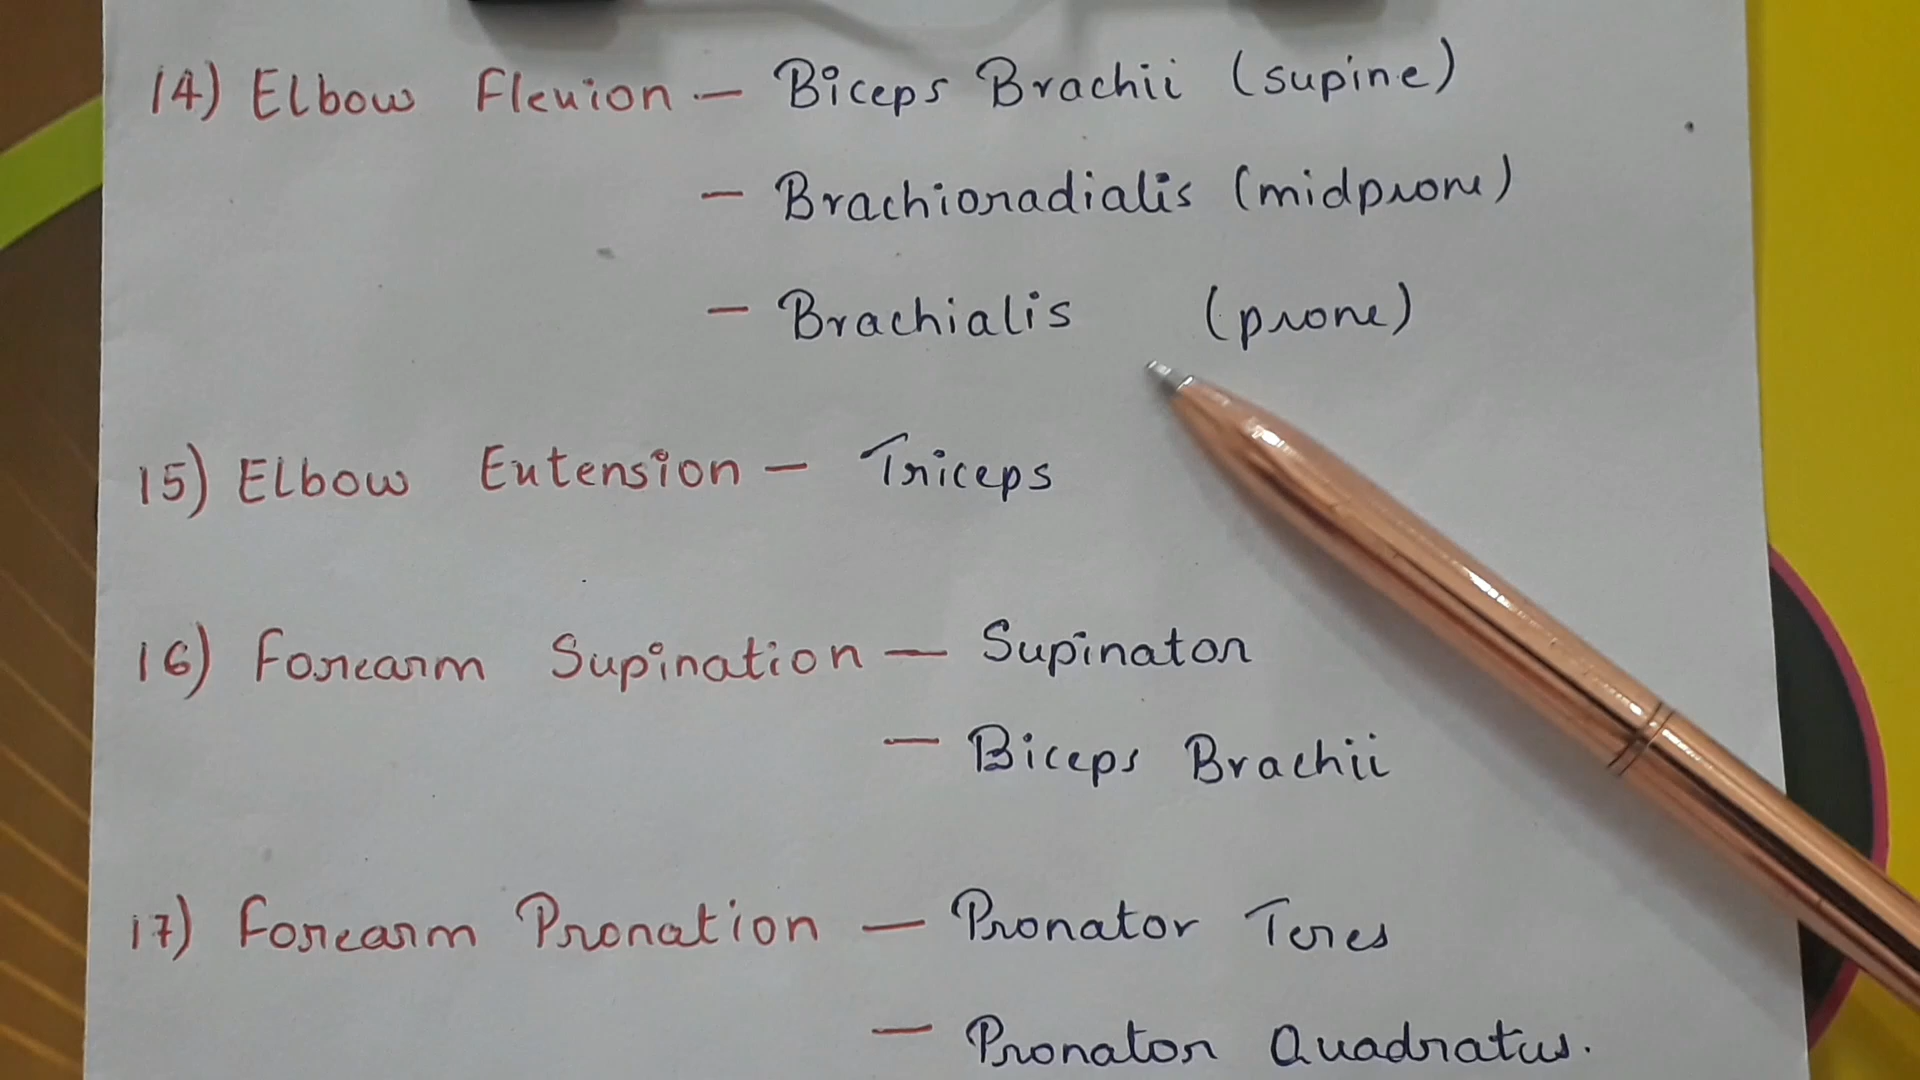 14) Elbow Flexion - Biceps Brachii (supine)
- Brachioradialis (midprone)
- Brachialis (prone)
15) Elbow Extension - Triceps
16) Forearm Supination - Supinator
- Biceps Brachii
17) Forearm Pronation - Pronator Teres
- Pronator Quadratus.